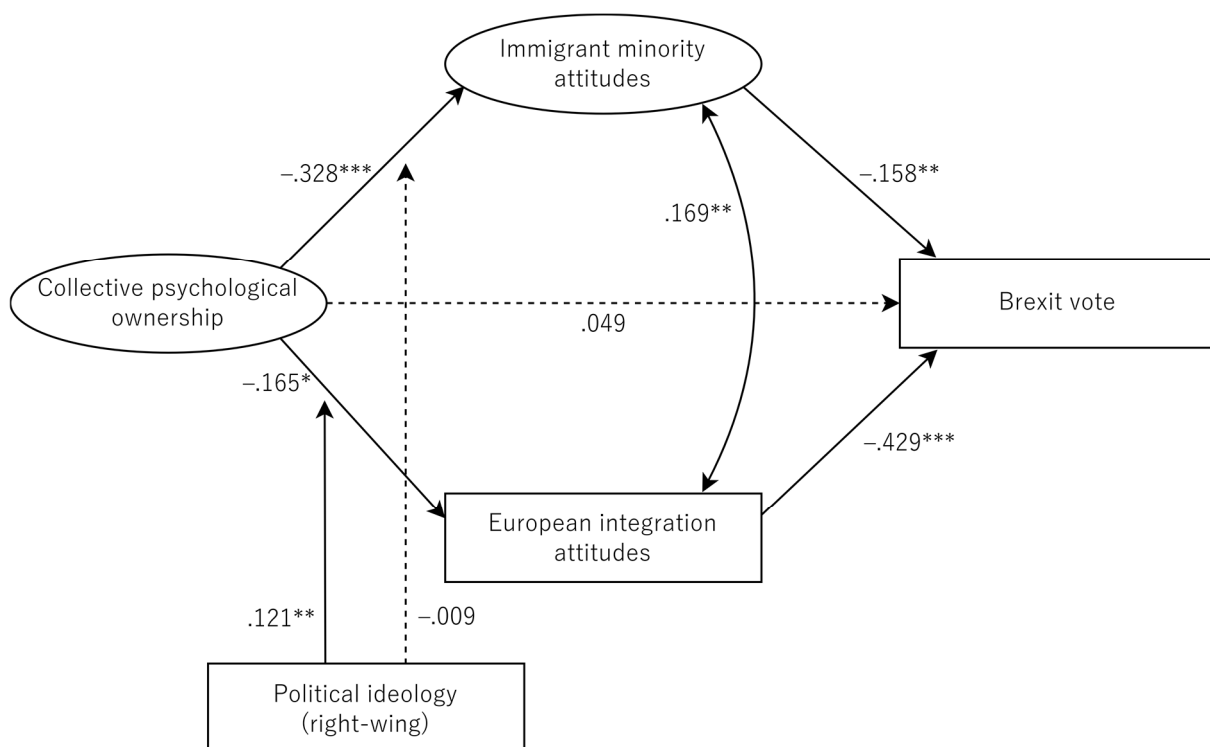 Immigrant minority
attitudes
–.328***
–.158**
.169**
Collective psychological
ownership
.049
Brexit vote
–.165*
–.429***
European integration
attitudes
.121**
–.009
Political ideology
(right-wing)